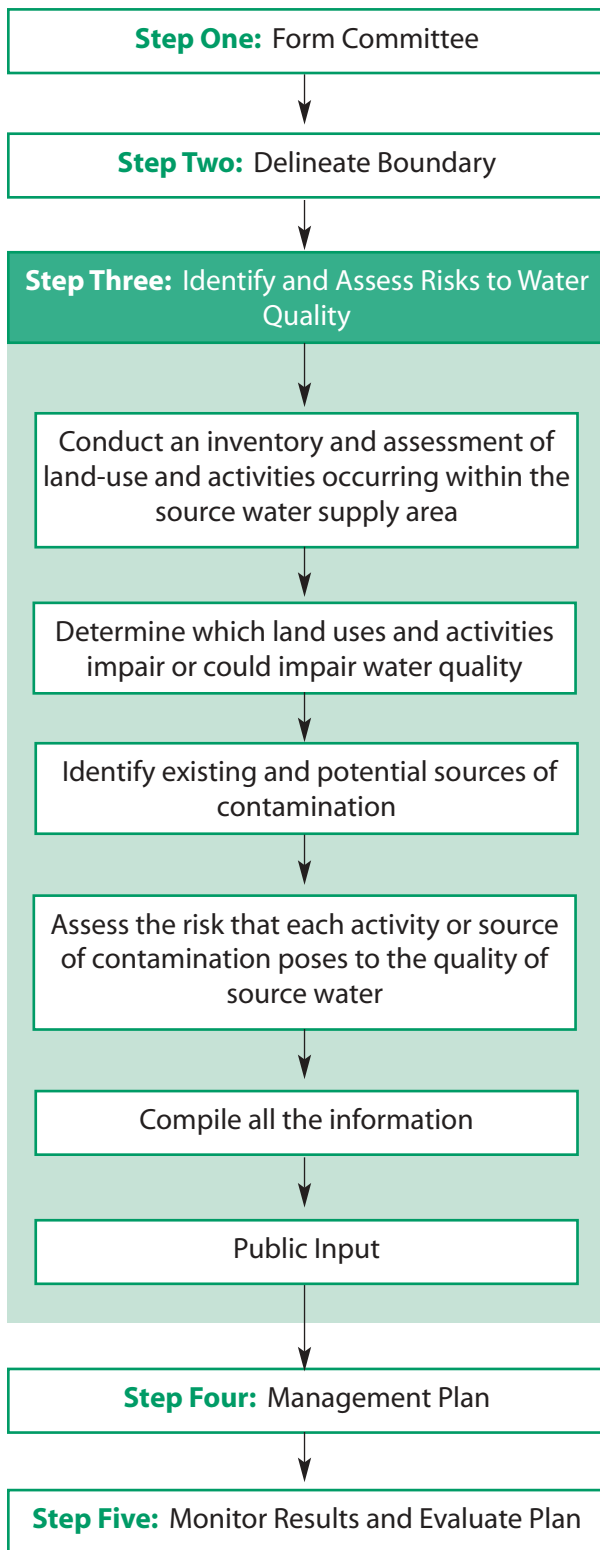 Step One: Form Committee
Step Two: Delineate Boundary
Step Three: Identify and Assess Risks to Water
Quality
Conduct an inventory and assessment of
land-use and activities occurring within the
source water supply area
Determine which land uses and activities
impair or could impair water quality
Identify existing and potential sources of
contamination
Assess the risk that each activity or source
of contamination poses to the quality of
source water
Compile all the information
Public Input
Step Four: Management Plan
Step Five: Monitor Results and Evaluate Plan